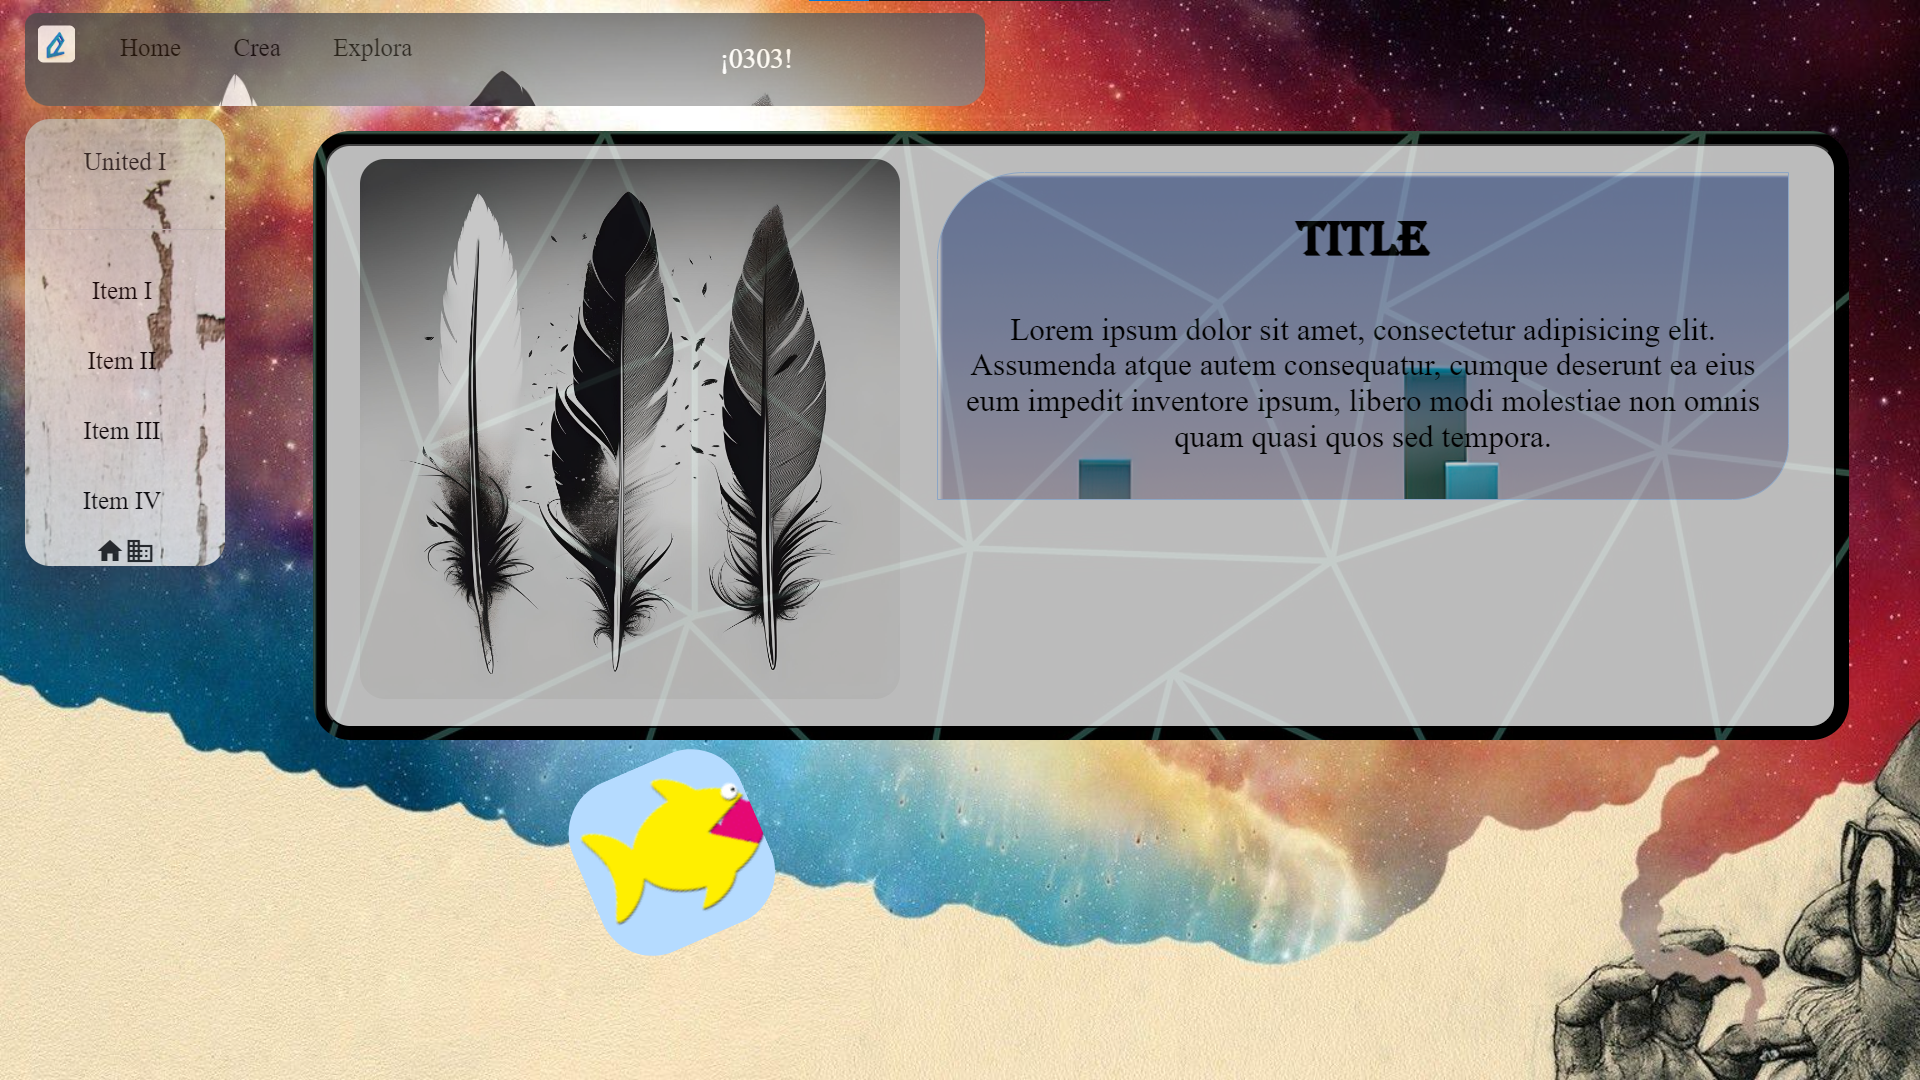 Home Crea Explora
¡0303!
United I
Item I
Item II
Item III
Item IV
TITLE
Lorem ipsum dolor sit amet, consectetur adipisicing elit.
Assumenda atque autem consequatur, cumque deserunt ea eius
eum impedit inventore ipsum, libero modi molestiae non omnis
quam quasi quos sed tempora.